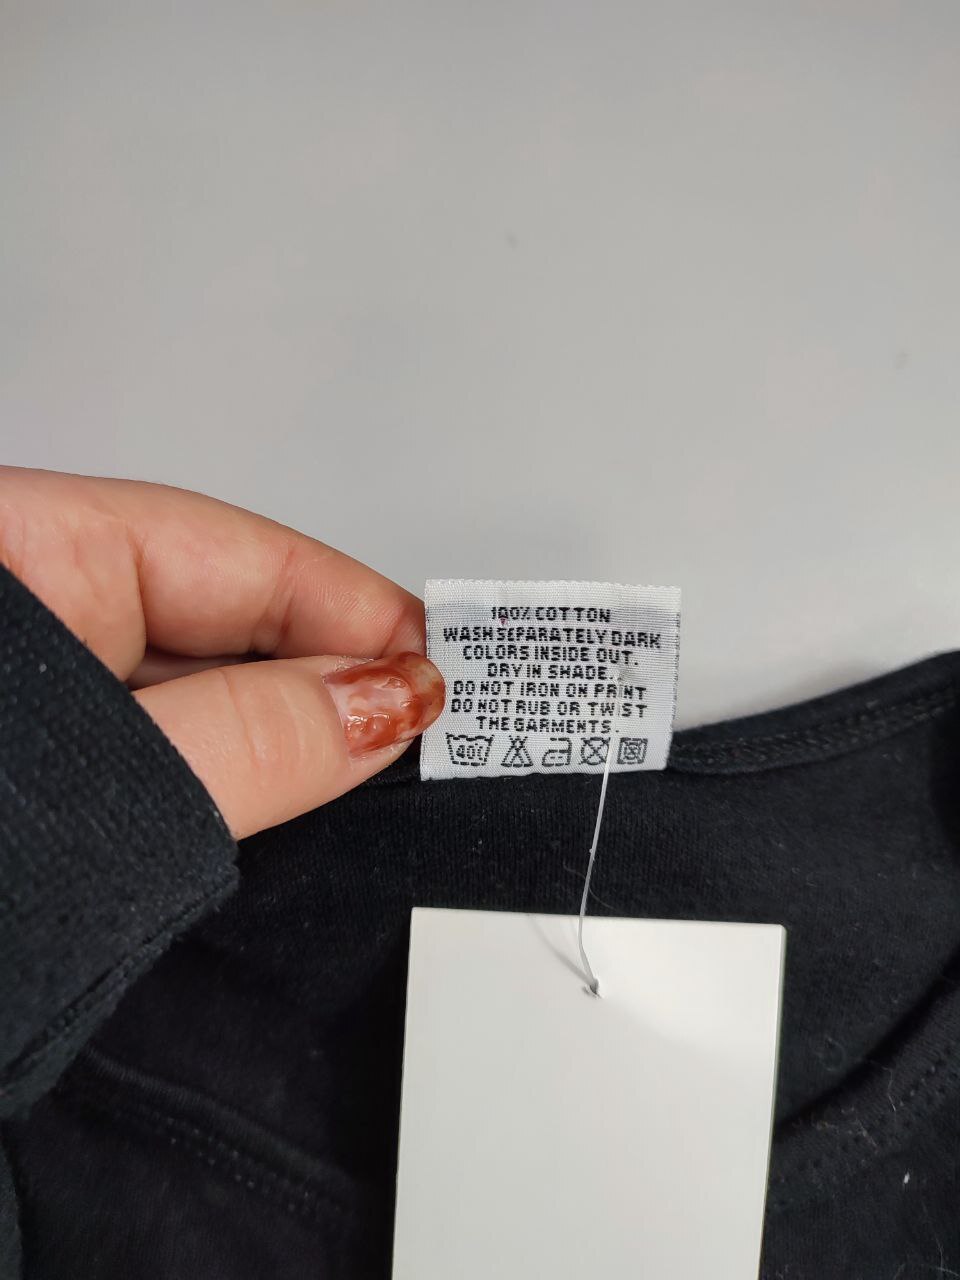 100% COTTON
WASH SEPARATELY DARK
COLORS INSIDE OUT.
DRY IN SHADE.
DO NOT IRON ON PRINT
DO NOT RUB OR TWIST
THE GARMENTS.
40